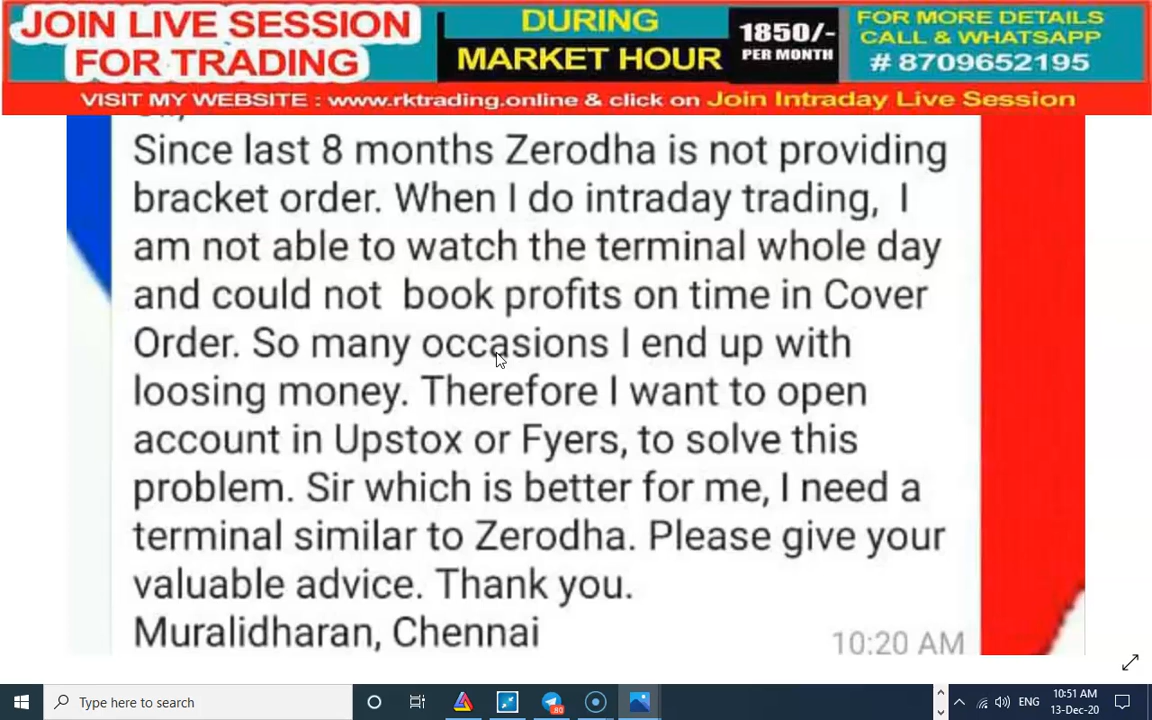 JOIN LIVE SESSION
FOR TRADING
DURING
MARKET HOUR
1850/-
PER MONTH
FOR MORE DETAILS
CALL & WHATSAPP
# 8709652195
VISIT MY WEBSITE : www.rktrading.online & click on Join Intraday Live Session
Since last 8 months Zerodha is not providing
bracket order. When I do intraday trading, I
am not able to watch the terminal whole day
and could not book profits on time in Cover
Order. So many occasions I end up with
loosing money. Therefore I want to open
account in Upstox or Fyers, to solve this
problem. Sir which is better for me, I need a
terminal similar to Zerodha. Please give your
valuable advice. Thank you.
Muralidharan, Chennai
10:20 AM
Type here to search
80
ENG
10:51 AM
13-Dec-20